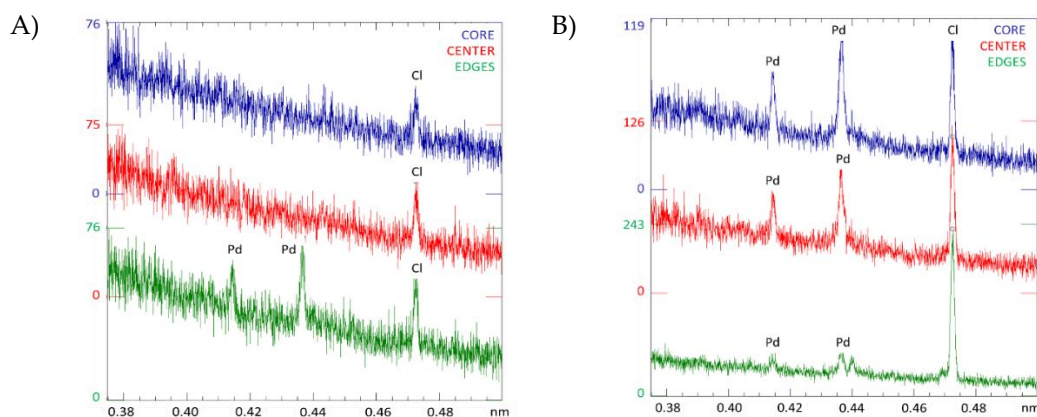 A)
76
CORE
CENTER
EDGES
Cl
75
Cl
0
76
Pd Pd
Cl
0
0
0.38 0.40 0.42 0.44 0.46 0.48 nm
B)
119
CORE
CENTER
EDGES
Pd Pd Cl
126
Pd Pd
0
243
0
Pd Pd
0
0.38 0.40 0.42 0.44 0.46 0.48 nm